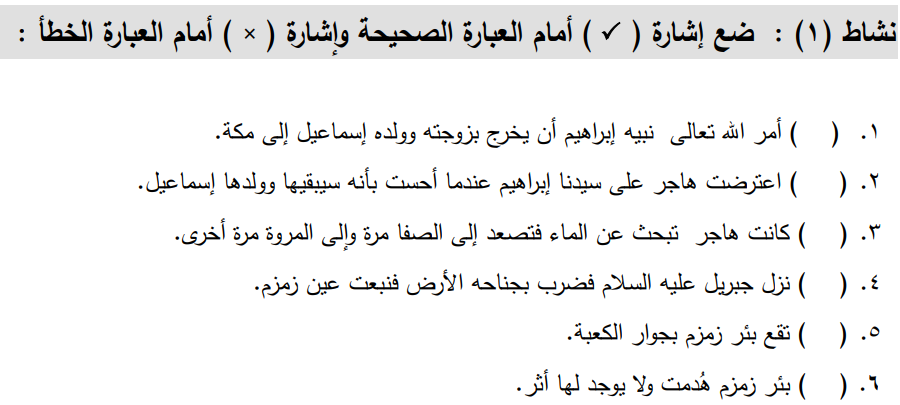 نشاط (١) : ضع إشارة ( ✓ ) أمام العبارة الصحيحة وإشارة ( × ) أمام العبارة الخطأ :
١. (    ) أمر الله تعالى نبيه إبراهيم أن يخرج بزوجته وولده إسماعيل إلى مكة.
٢. (    ) اعترضت هاجر على سيدنا إبراهيم عندما أحست بأنه سيبقيها وولدها إسماعيل.
٣. (    ) كانت هاجر تبحث عن الماء فتصعد إلى الصفا مرة وإلى المروة مرة أخرى.
٤. (    ) نزل جبريل عليه السلام فضرب بجناحه الأرض فنبعت عين زمزم.
٥. (    ) تقع بئر زمزم بجوار الكعبة.
٦. (    ) بئر زمزم هُدمت ولا يوجد لها أثر.